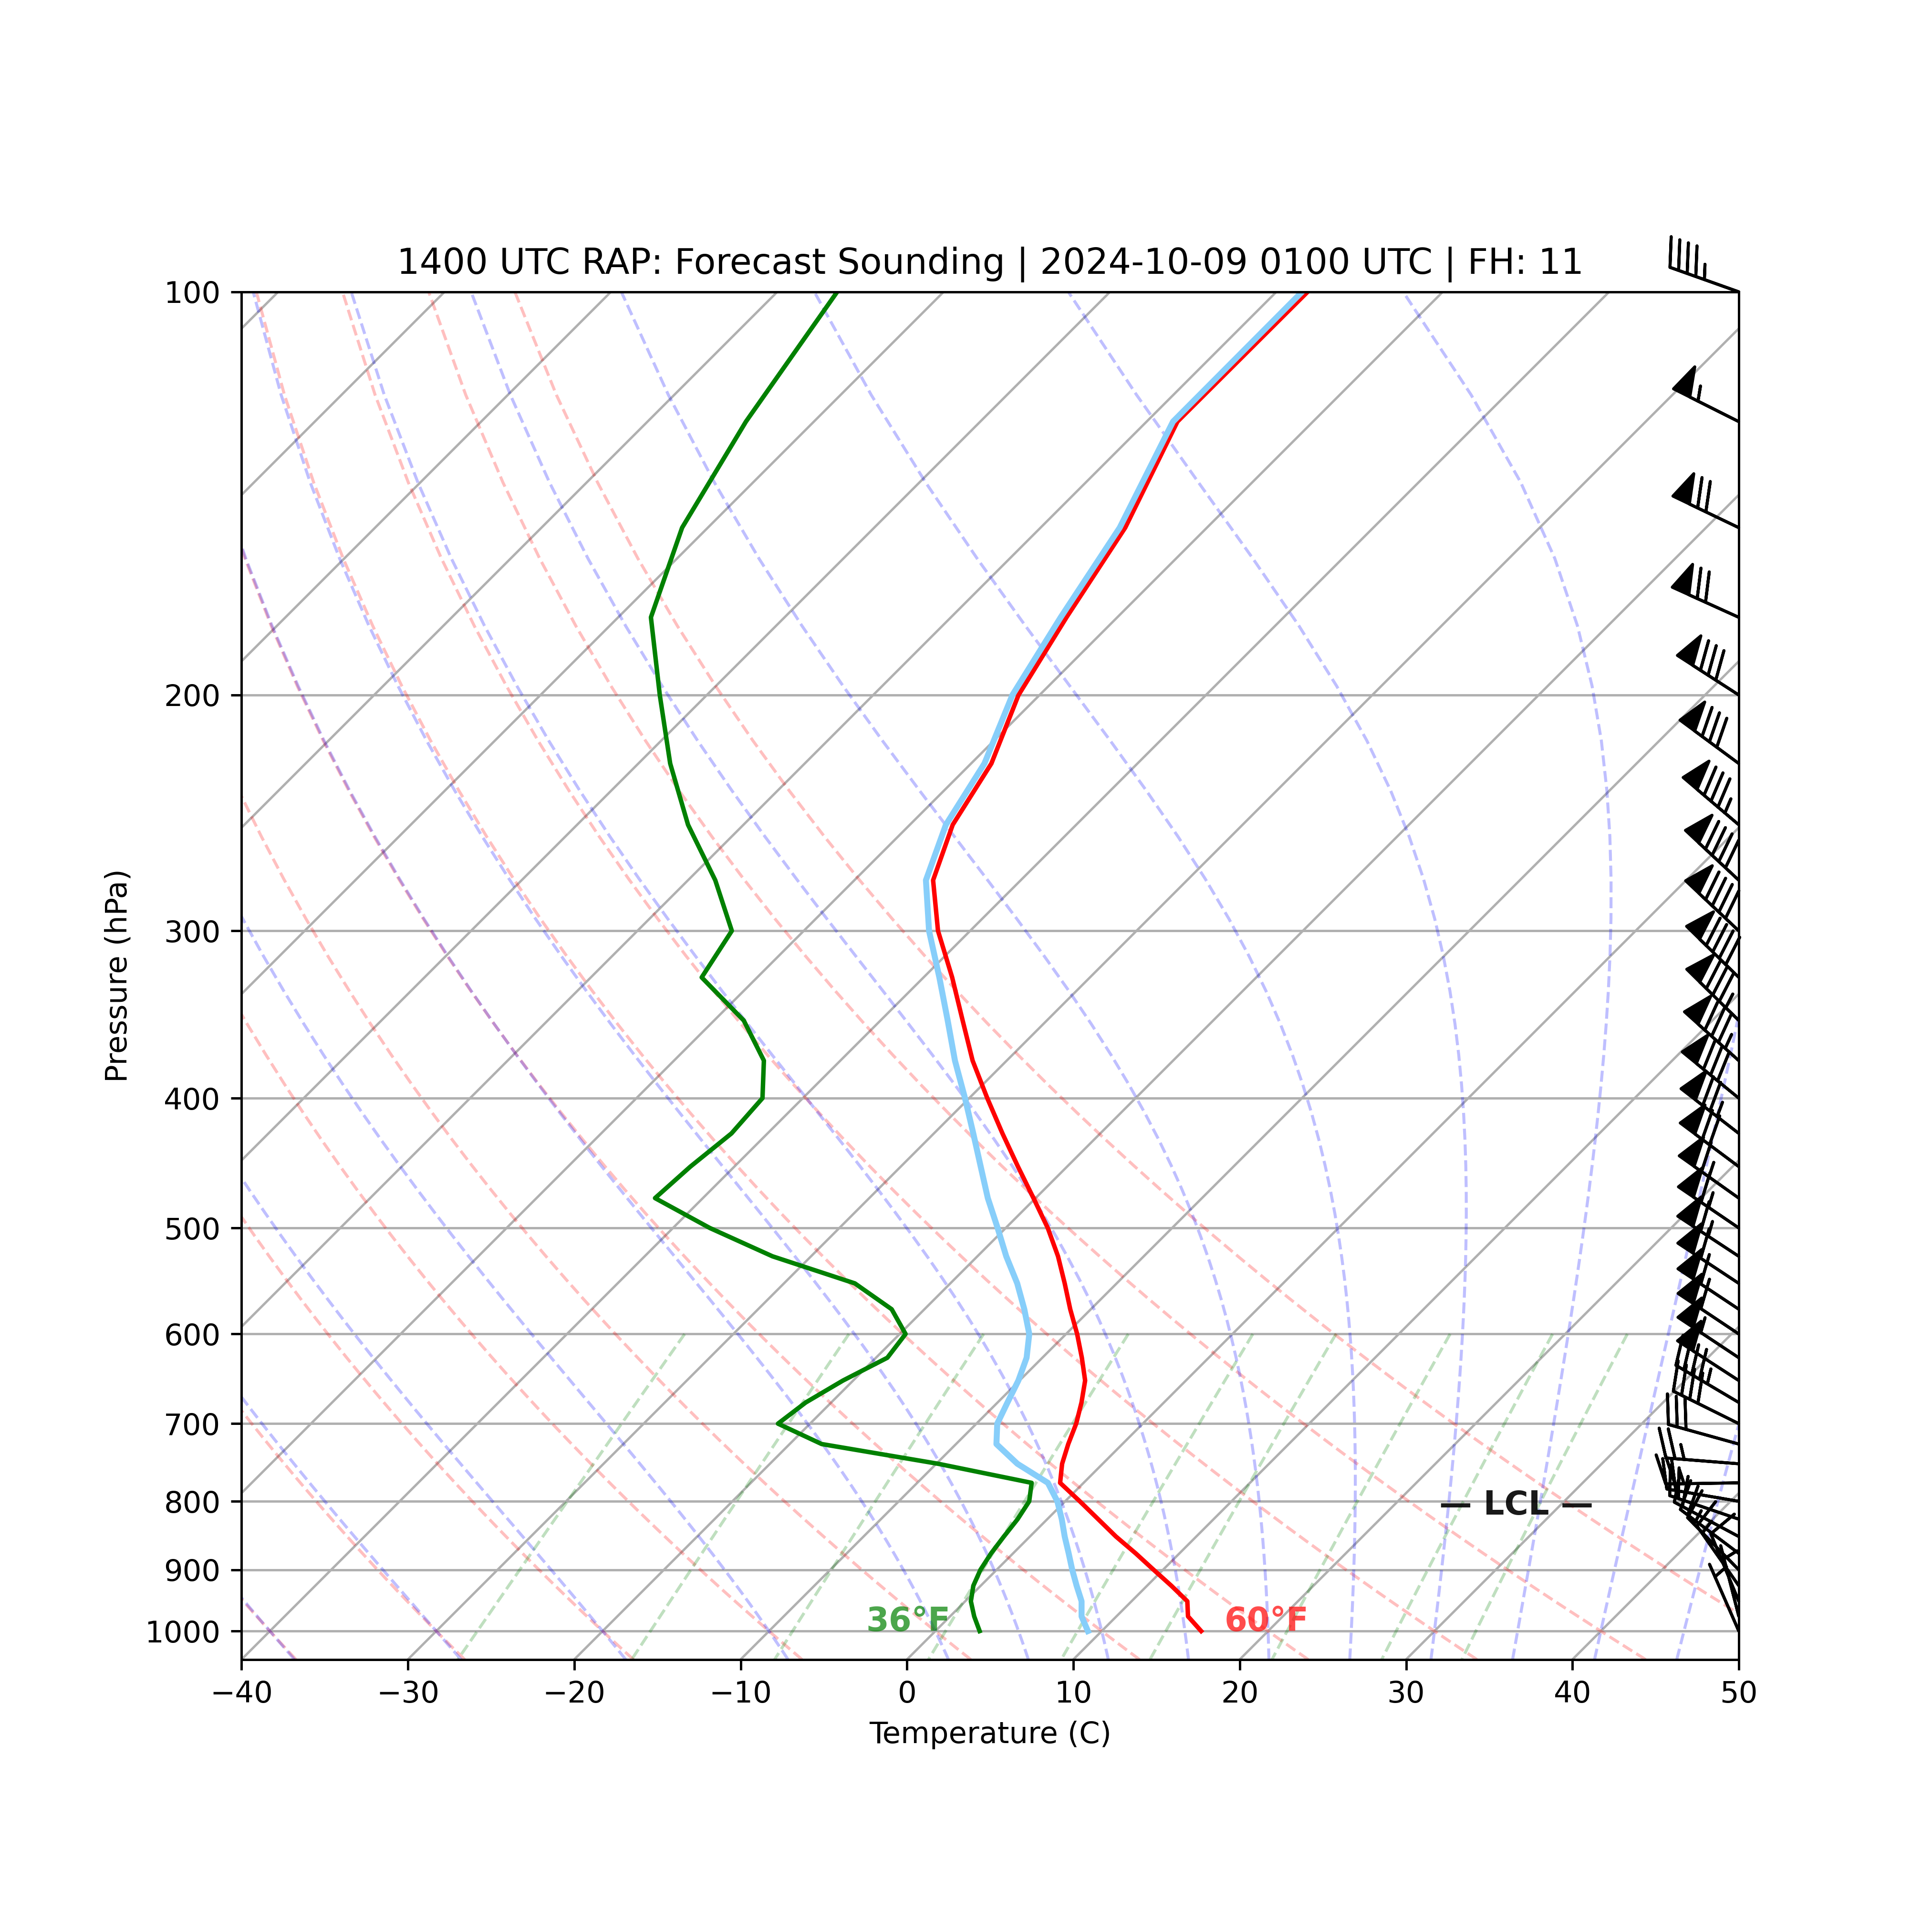 1400 UTC RAP: Forecast Sounding | 2024-10-09 0100 UTC | FH: 11
100
200
300
400
500
600
700
800
900
1000
Pressure (hPa)
— LCL —
36°F
60°F
−40 −30 −20 −10 0 10 20 30 40 50
Temperature (C)